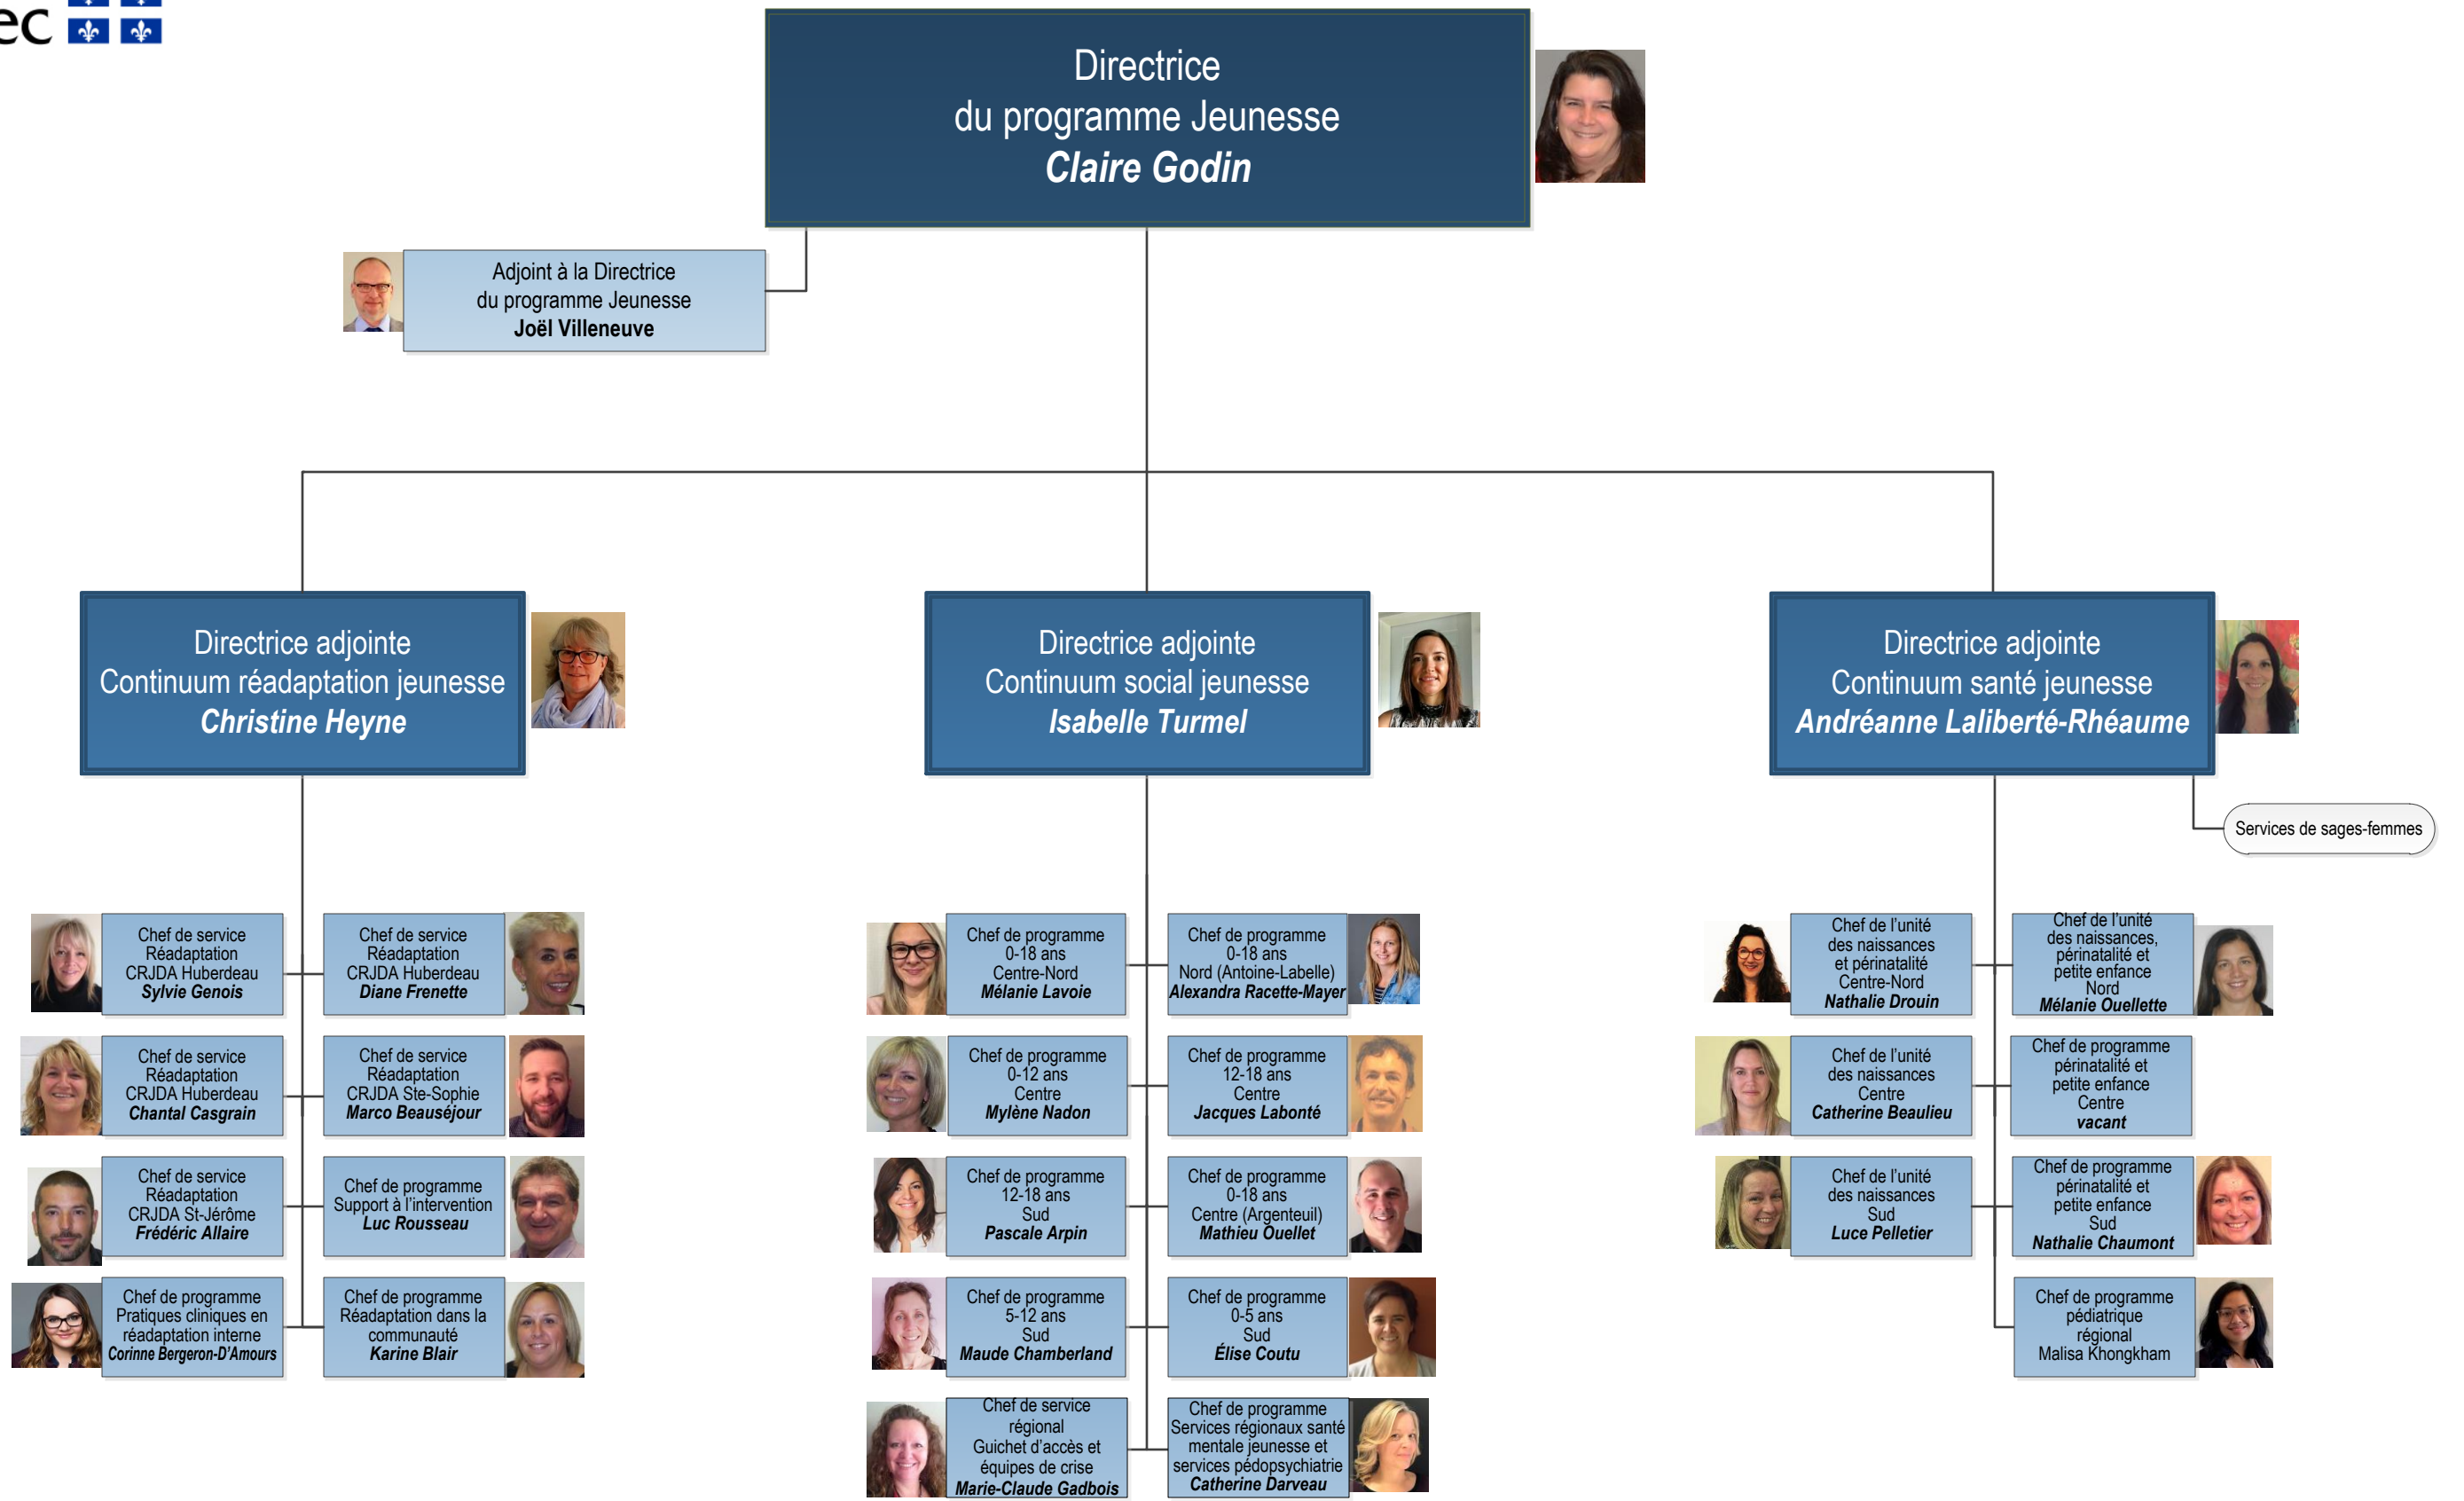 ec
Directrice
du programme Jeunesse
Claire Godin
Adjoint à la Directrice
du programme Jeunesse
Joël Villeneuve
Directrice adjointe
Continuum réadaptation jeunesse
Christine Heyne
Directrice adjointe
Continuum social jeunesse
Isabelle Turmel
Directrice adjointe
Continuum santé jeunesse
Andréanne Laliberté-Rhéaume
Services de sages-femmes
Chef de service
Réadaptation
CRJDA Huberdeau
Sylvie Genois
Chef de service
Réadaptation
CRJDA Huberdeau
Diane Frenette
Chef de service
Réadaptation
CRJDA Huberdeau
Chantal Casgrain
Chef de service
Réadaptation
CRJDA Ste-Sophie
Marco Beauséjour
Chef de service
Réadaptation
CRJDA St-Jérôme
Frédéric Allaire
Chef de programme
Support à l'intervention
Luc Rousseau
Chef de programme
Pratiques cliniques en
réadaptation interne
Corinne Bergeron-D'Amours
Chef de programme
Réadaptation dans la
communauté
Karine Blair
Chef de programme
0-18 ans
Centre-Nord
Mélanie Lavoie
Chef de programme
0-18 ans
Nord (Antoine-Labelle)
Alexandra Racette-Mayer
Chef de programme
0-12 ans
Centre
Mylène Nadon
Chef de programme
12-18 ans
Centre
Jacques Labonté
Chef de programme
12-18 ans
Sud
Pascale Arpin
Chef de programme
0-18 ans
Centre (Argenteuil)
Mathieu Ouellet
Chef de programme
5-12 ans
Sud
Maude Chamberland
Chef de programme
0-5 ans
Sud
Élise Coutu
Chef de service
régional
Guichet d'accès et
équipes de crise
Marie-Claude Gadbois
Chef de programme
Services régionaux santé
mentale jeunesse et
services pédopsychiatrie
Catherine Darveau
Chef de l'unité
des naissances
et périnatalité
Centre-Nord
Nathalie Drouin
Chef de l'unité
des naissances,
périnatalité et
petite enfance
Nord
Mélanie Ouellette
Chef de l'unité
des naissances
Centre
Catherine Beaulieu
Chef de programme
périnatalité et
petite enfance
Centre
vacant
Chef de l'unité
des naissances
Sud
Luce Pelletier
Chef de programme
périnatalité et
petite enfance
Sud
Nathalie Chaumont
Chef de programme
pédiatrique
régional
Malisa Khongkham